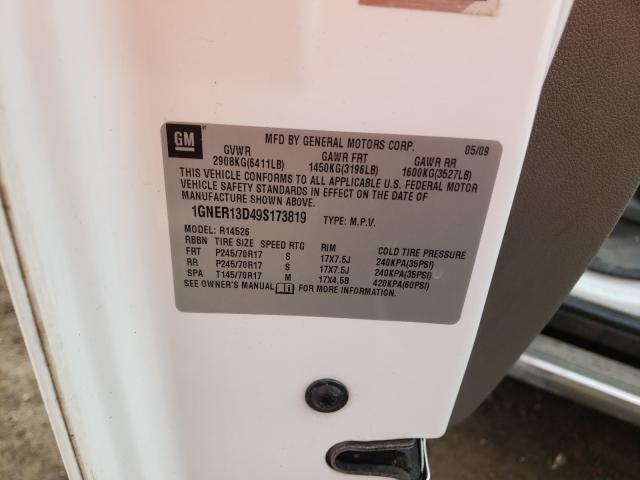 GM
MFD BY GENERAL MOTORS CORP. 05/09
GVWR GAWR FRT GAWR RR
2908KG(6411LB) 1450KG(3196LB) 1600KG(3527LB)
THIS VEHICLE CONFORMS TO ALL APPLICABLE U.S. FEDERAL MOTOR
VEHICLE SAFETY STANDARDS IN EFFECT ON THE DATE OF
MANUFACTURE SHOWN ABOVE.
1GNER13D49S173819 TYPE: M.P.V.
MODEL: R14526
RBBN TIRE SIZE SPEED RTG RIM COLD TIRE PRESSURE
FRT P245/70R17 S 17X7.5J 240KPA(35PSI)
RR P245/70R17 S 17X7.5J 240KPA(35PSI)
SPA T145/70R17 M 17X4.5B 420KPA(60PSI)
SEE OWNER'S MANUAL FOR MORE INFORMATION.